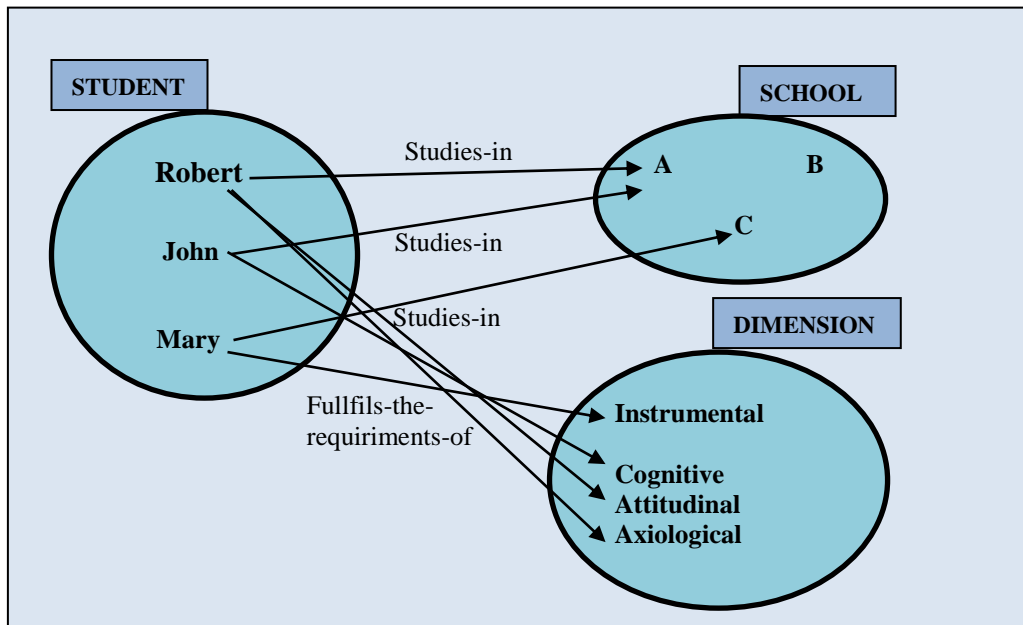 STUDENT
SCHOOL
Robert
Studies-in
A
B
John
Studies-in
C
Mary
Studies-in
DIMENSION
Fullfils-the-
requiriments-of
Instrumental
Cognitive
Attitudinal
Axiological